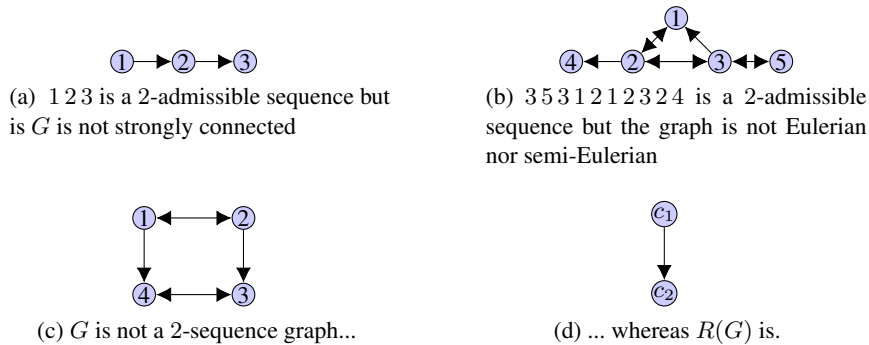 1 2 3
(a) 1 2 3 is a 2-admissible sequence but
is G is not strongly connected
1
4 2 3 5
(b) 3 5 3 1 2 1 2 3 2 4 is a 2-admissible
sequence but the graph is not Eulerian
nor semi-Eulerian
1 2
4 3
(c) G is not a 2-sequence graph...
c1
c2
(d) ... whereas R(G) is.